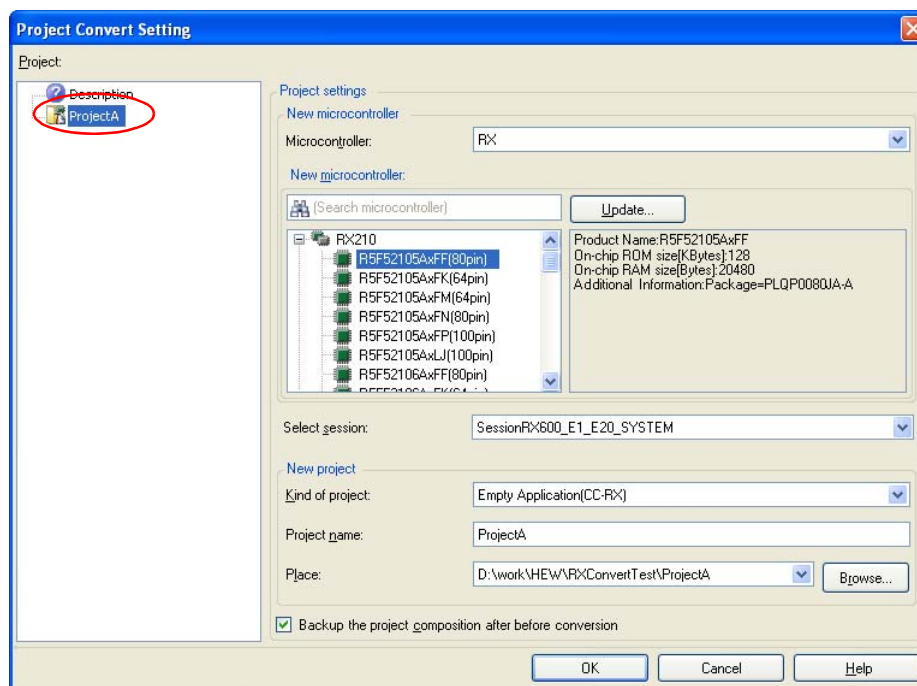 Project Convert Setting
Project:
Description
ProjectA
Project settings
New microcontroller
Microcontroller:
RX
New microcontroller:
(Search microcontroller)
Update...
RX210
R5F52105AxFF(80pin)
R5F52105AxFK(64pin)
R5F52105AxFM(64pin)
R5F52105AxFN(80pin)
R5F52105AxFP(100pin)
R5F52105AxLJ(100pin)
R5F52106AxFF(80pin)
Product Name:R5F52105AxFF
On-chip ROM size[KBytes]:128
On-chip RAM size[Bytes]:20480
Additional Information:Package=PLQP0080JA-A
Select session:
SessionRX600_E1_E20_SYSTEM
New project
Kind of project:
Empty Application(CC-RX)
Project name:
ProjectA
Place:
D:\work\HEW\RXConvertTest\ProjectA
Browse...
Backup the project composition after before conversion
OK
Cancel
Help